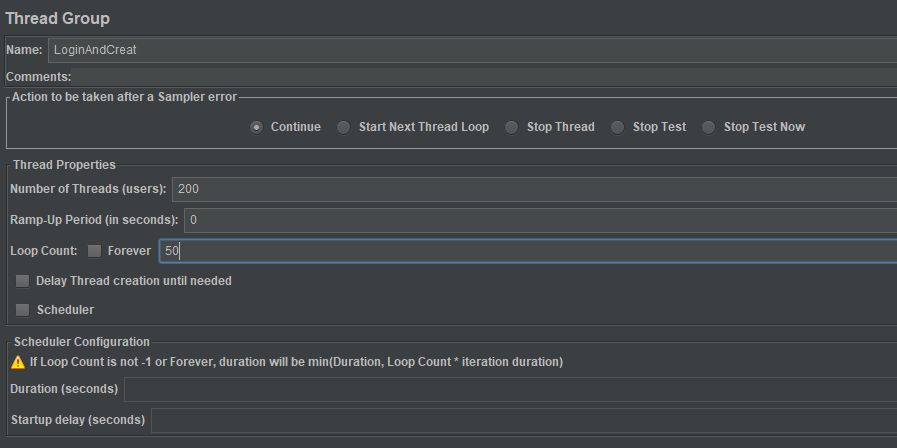 Thread Group
Name: LoginAndCreat
Comments:
Action to be taken after a Sampler error
Continue Start Next Thread Loop Stop Thread Stop Test Stop Test Now
Thread Properties
Number of Threads (users): 200
Ramp-Up Period (in seconds): 0
Loop Count: Forever 50
Delay Thread creation until needed
Scheduler
Scheduler Configuration
If Loop Count is not -1 or Forever, duration will be min(Duration, Loop Count * iteration duration)
Duration (seconds)
Startup delay (seconds)